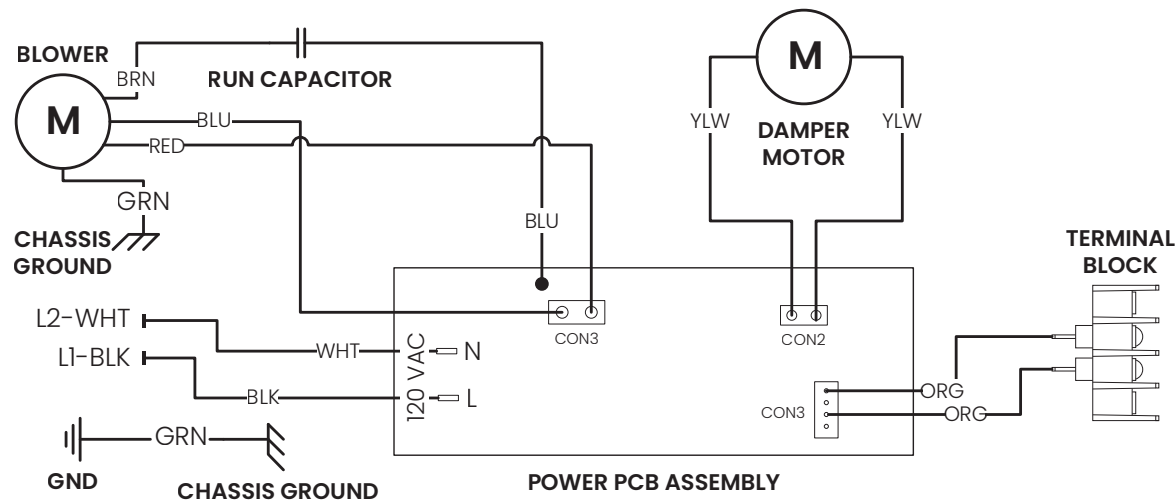 BLOWER
M
BRN
RUN CAPACITOR
BLU
RED
GRN
CHASSIS
GROUND
BLU
M
YLW
YLW
DAMPER
MOTOR
TERMINAL
BLOCK
L2-WHT
L1-BLK
WHT
BLK
120 VAC
N
L
CON3
CON2
CON3
ORG
ORG
GRN
GND
CHASSIS GROUND
POWER PCB ASSEMBLY